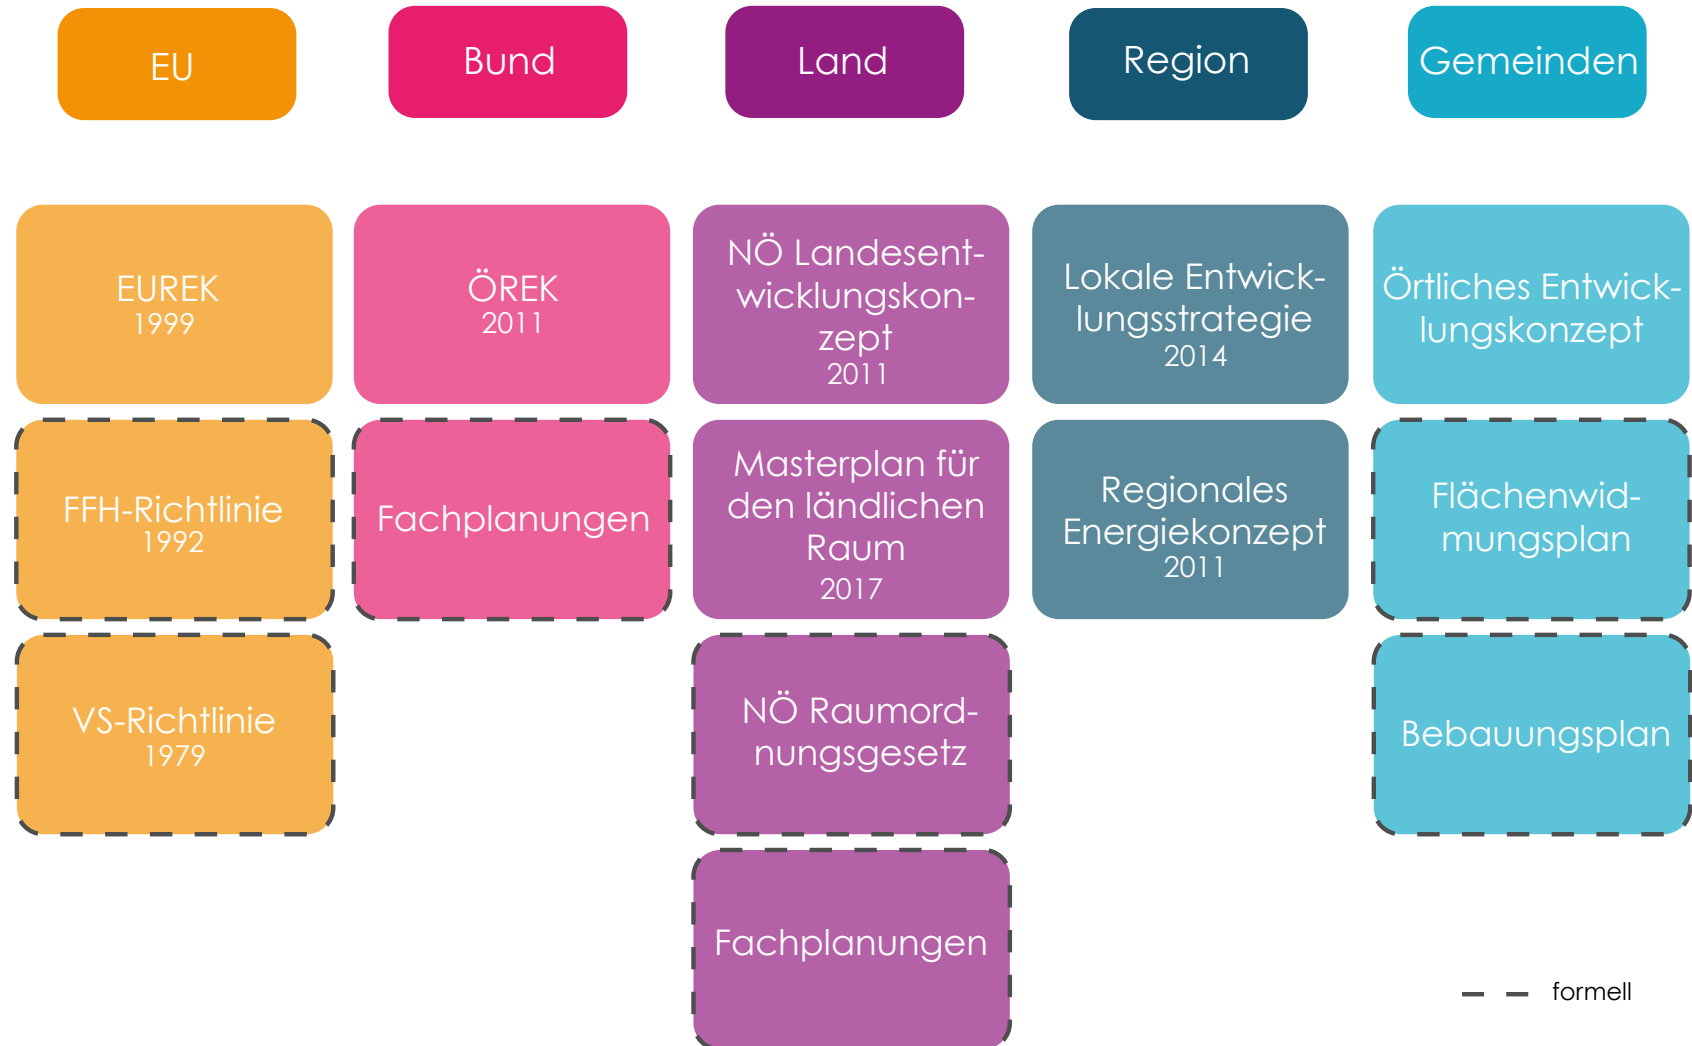 EU
Bund
Land
Region
Gemeinden
EUREK
1999
FFH-Richtlinie
1992
VS-Richtlinie
1979
ÖREK
2011
Fachplanungen
NÖ Landesent-
wicklungskon-
zept
2011
Masterplan für
den ländlichen
Raum
2017
NÖ Raumord-
nungsgesetz
Fachplanungen
Lokale Entwick-
lungsstrategie
2014
Regionales
Energiekonzept
2011
Örtliches Entwick-
lungskonzept
Flächenwid-
mungsplan
Bebauungsplan
formell